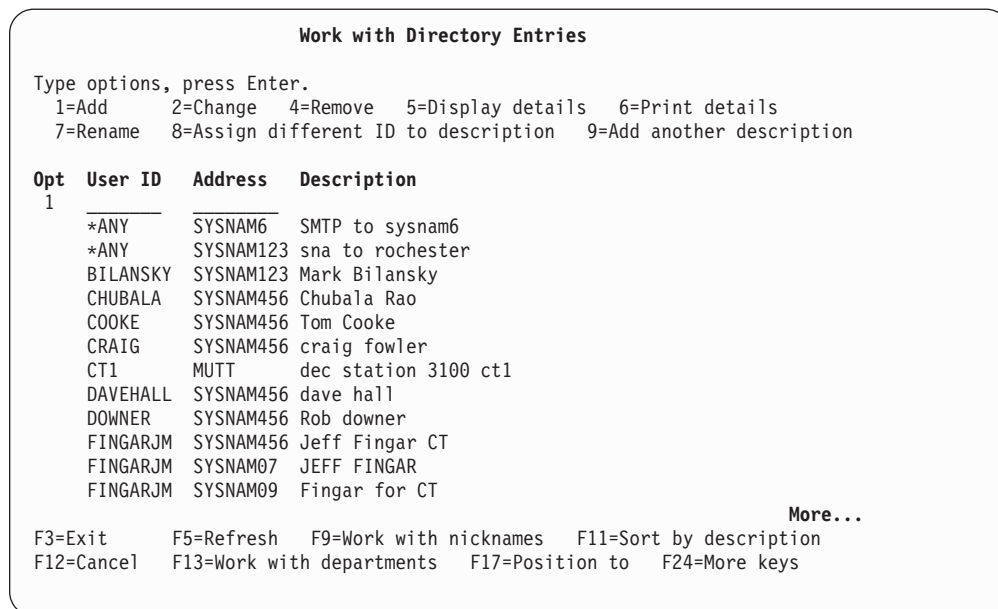 Work with Directory Entries
Type options, press Enter.
1=Add 2=Change 4=Remove 5=Display details 6=Print details
7=Rename 8=Assign different ID to description 9=Add another description
Opt User ID Address Description
1 _______ ________
*ANY SYSNAM6 SMTP to sysnam6
*ANY SYSNAM123 sna to rochester
BILANSKY SYSNAM123 Mark Bilansky
CHUBALA SYSNAM456 Chubala Rao
COOKE SYSNAM456 Tom Cooke
CRAIG SYSNAM456 craig fowler
CT1 MUTT dec station 3100 ct1
DAVEHALL SYSNAM456 dave hall
DOWNER SYSNAM456 Rob downer
FINGARJM SYSNAM456 Jeff Fingar CT
FINGARJM SYSNAM07 JEFF FINGAR
FINGARJM SYSNAM09 Fingar for CT
More...
F3=Exit F5=Refresh F9=Work with nicknames F11=Sort by description
F12=Cancel F13=Work with departments F17=Position to F24=More keys